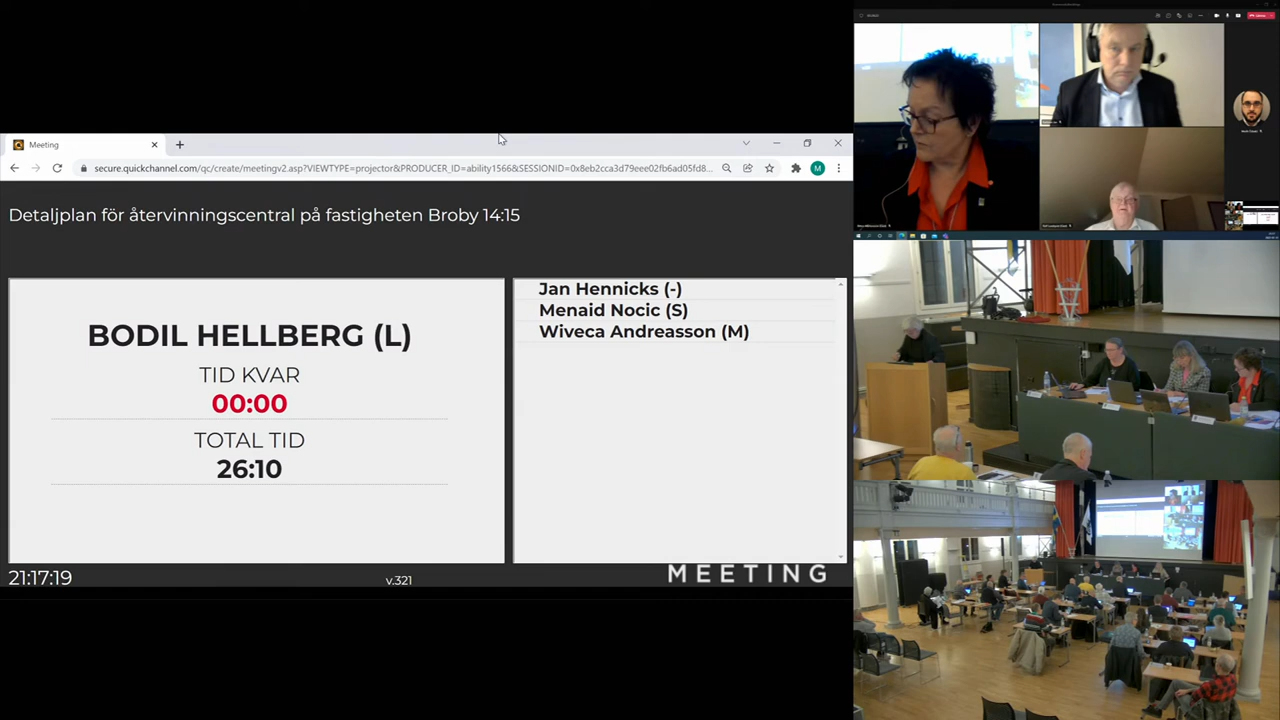 Meeting
secure.quickchannel.com/qc/create/meetingv2.asp?VIEWTYPE=projector&PRODUCER_ID=ability1566&SESSIONID=0x8eb2cca3d79eee02fb6ad05fd8...
M
Detaljplan för återvinningscentral på fastigheten Broby 14:15
BODIL HELLBERG (L)
TID KVAR
00:00
TOTAL TID
26:10
Jan Hennicks (-)
Menaid Nocic (S)
Wiveca Andreasson (M)
21:17:19
v.321
MEETING